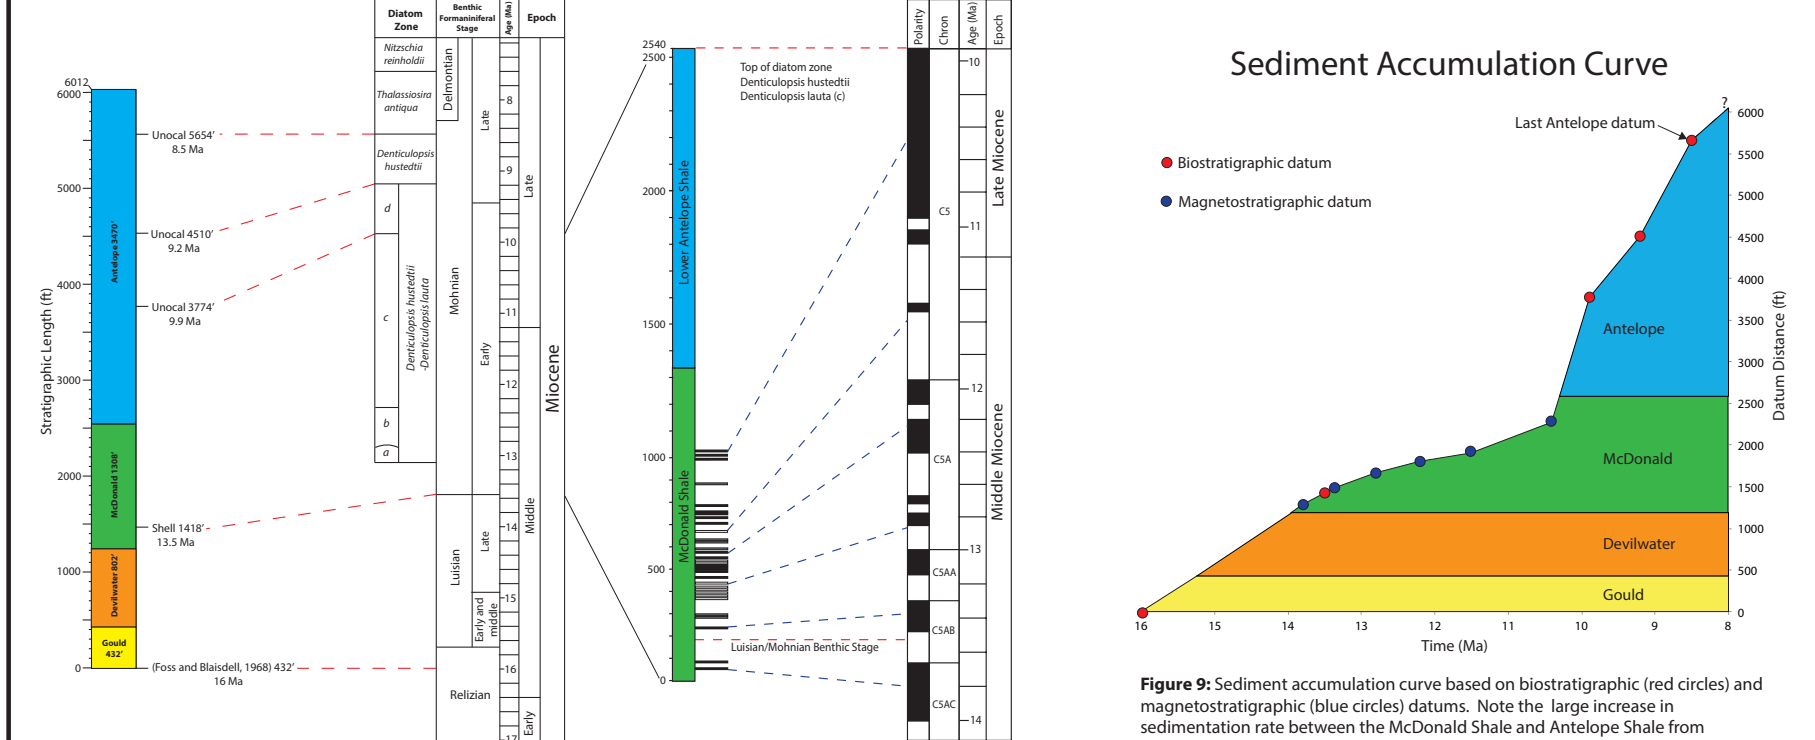 Diatom
Zone
Benthic
Formaniniferal
Stage
Age (Ma)
Epoch
Nitzschia
reinholdii
Thalassiosira
antiqua
Denticulopsis
hustedtii
d
c
b
a
Denticulopsis hustedtii
-Denticulopsis lauta
Delmontian
Mohnian
Luisian
Relizian
Late
Early
Late
Early and
middle
8
9
10
11
12
13
14
15
16
17
Late
Middle
Early
Miocene
Stratigraphic Length (ft)
6012
6000
5000
4000
3000
2000
1000
0
Antelope 3470'
McDonald 1308'
Devilwater 802'
Gould
432'
Unocal 5654'
8.5 Ma
Unocal 4510'
9.2 Ma
Unocal 3774'
9.9 Ma
Shell 1418'
13.5 Ma
(Foss and Blaisdell, 1968) 432'
16 Ma
2540
2500
2000
1500
1000
500
0
Lower Antelope Shale
McDonald Shale
Top of diatom zone
Denticulopsis hustedtii
Denticulopsis lauta (c)
Luisian/Mohnian Benthic Stage
Polarity
Chron
Age (Ma)
Epoch
C5
C5A
C5AA
C5AB
C5AC
10
11
12
13
14
Late Miocene
Middle Miocene
Sediment Accumulation Curve
?
Last Antelope datum
Biostratigraphic datum
Magnetostratigraphic datum
Antelope
McDonald
Devilwater
Gould
6000
5500
5000
4500
4000
3500
3000
2500
2000
1500
1000
500
0
Datum Distance (ft)
16 15 14 13 12 11 10 9 8
Time (Ma)
Figure 9: Sediment accumulation curve based on biostratigraphic (red circles) and
magnetostratigraphic (blue circles) datums. Note the large increase in
sedimentation rate between the McDonald Shale and Antelope Shale from